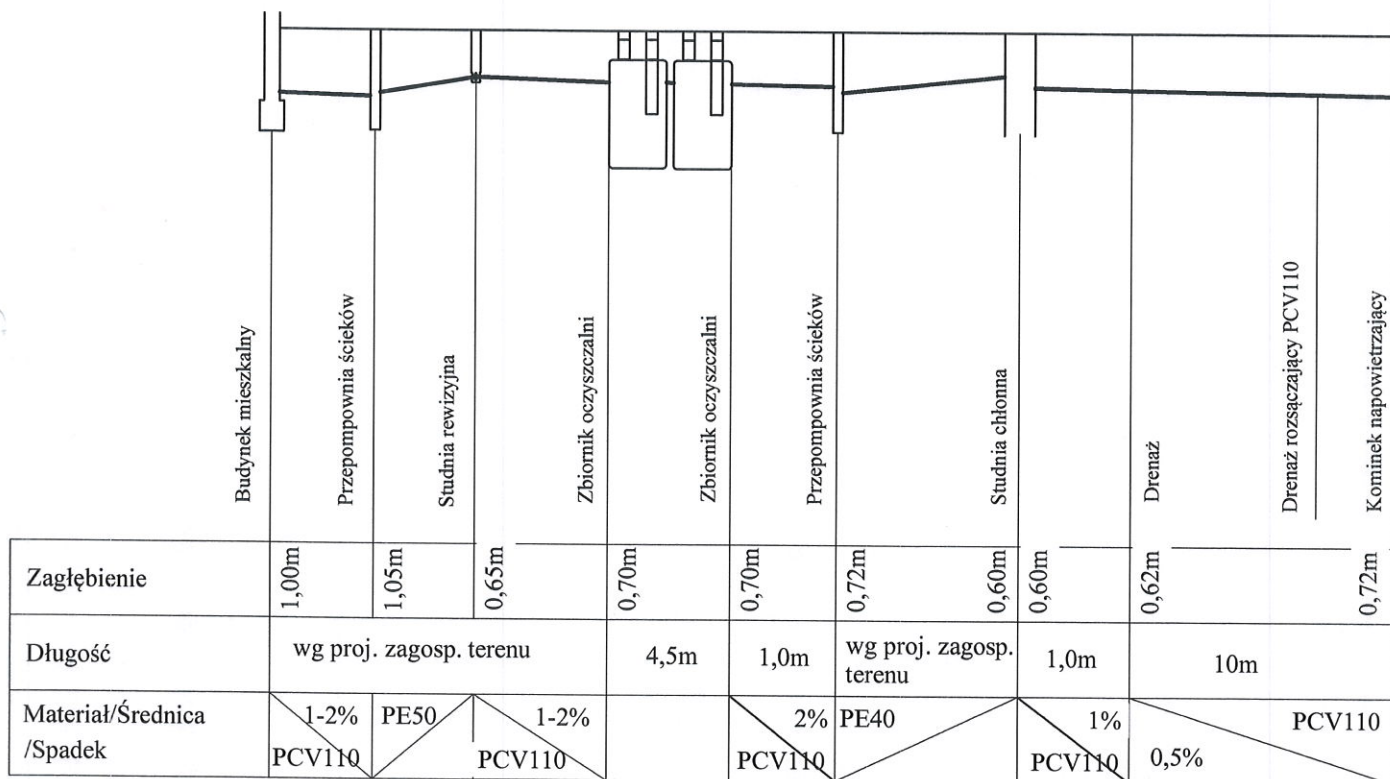 Budynek mieszkalny
Przepompownia ścieków
Studnia rewizyjna
Zbiornik oczyszczalni
Zbiornik oczyszczalni
Przepompownia ścieków
Studnia chłonna
Drenaż
Drenaż rozsączający PCV110
Kominek napowietrzający
Zagłębienie
1,00m
1,05m
0,65m
0,70m
0,70m
0,72m
0,60m
0,60m
0,62m
0,72m
Długość
wg proj. zagosp. terenu
4,5m
1,0m
wg proj. zagosp.
terenu
1,0m
10m
Materiał/Średnica
/Spadek
1-2%
PCV110
PE50
1-2%
PCV110
2%
PCV110
PE40
1%
PCV110
PCV110
0,5%